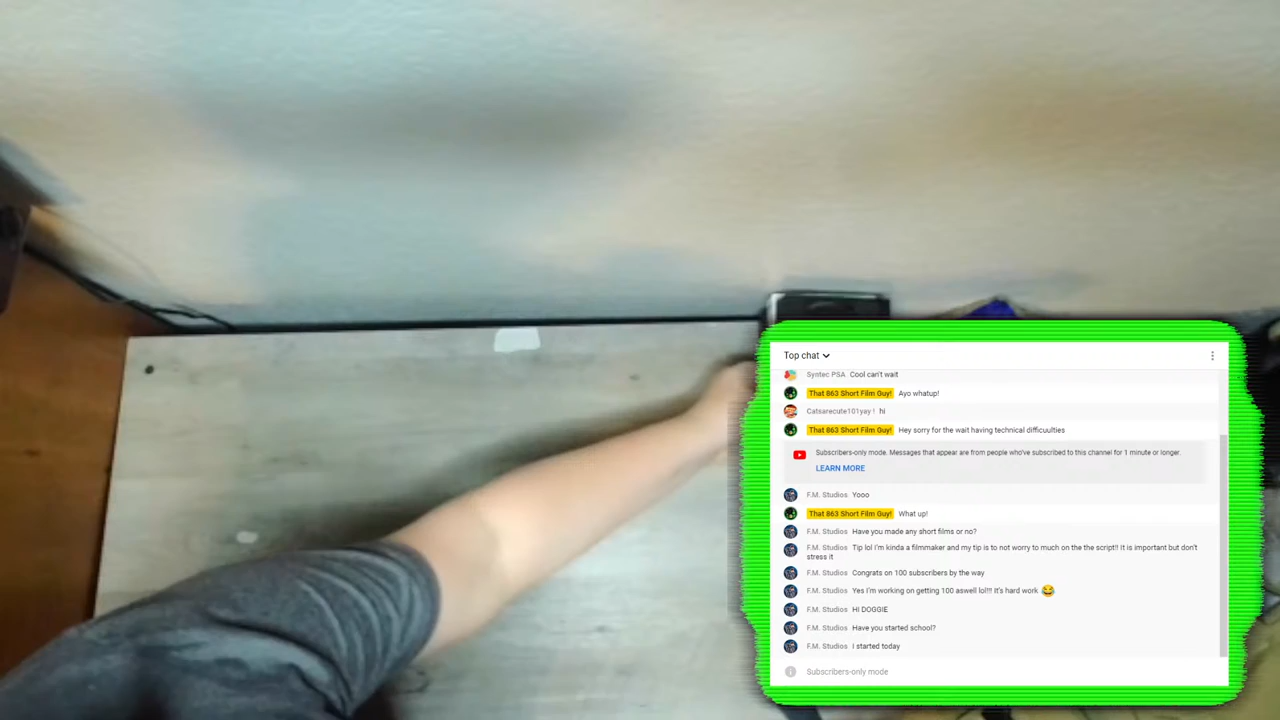 Top chat
Syntec PSA Cool can't wait
That 863 Short Film Guy! Ayo whatup!
Catsarecute101yay ! hi
That 863 Short Film Guy! Hey sorry for the wait having technical difficuulties
Subscribers-only mode. Messages that appear are from people who've subscribed to this channel for 1 minute or longer.
LEARN MORE
F.M. Studios Yooo
That 863 Short Film Guy! What up!
F.M. Studios Have you made any short films or no?
F.M. Studios Tip lol I'm kinda a filmmaker and my tip is to not worry to much on the the script!! It is important but don't
stress it
F.M. Studios Congrats on 100 subscribers by the way
F.M. Studios Yes I'm working on getting 100 aswell lol!!! It's hard work 😂
F.M. Studios HI DOGGIE
F.M. Studios Have you started school?
F.M. Studios I started today
Subscribers-only mode